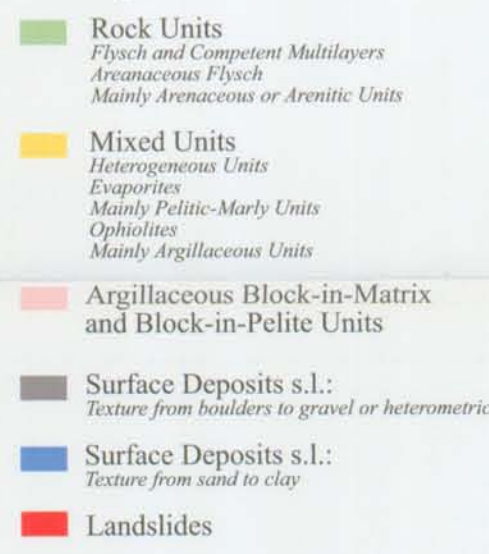 Rock Units
Flysch and Competent Multilayers
Areanaceous Flysch
Mainly Arenaceous or Arenitic Units
Mixed Units
Heterogeneous Units
Evaporites
Mainly Pelitic-Marly Units
Ophiolites
Mainly Argillaceous Units
Argillaceous Block-in-Matrix
and Block-in-Pelite Units
Surface Deposits s.l.:
Texture from boulders to gravel or heterometric
Surface Deposits s.l.:
Texture from sand to clay
Landslides